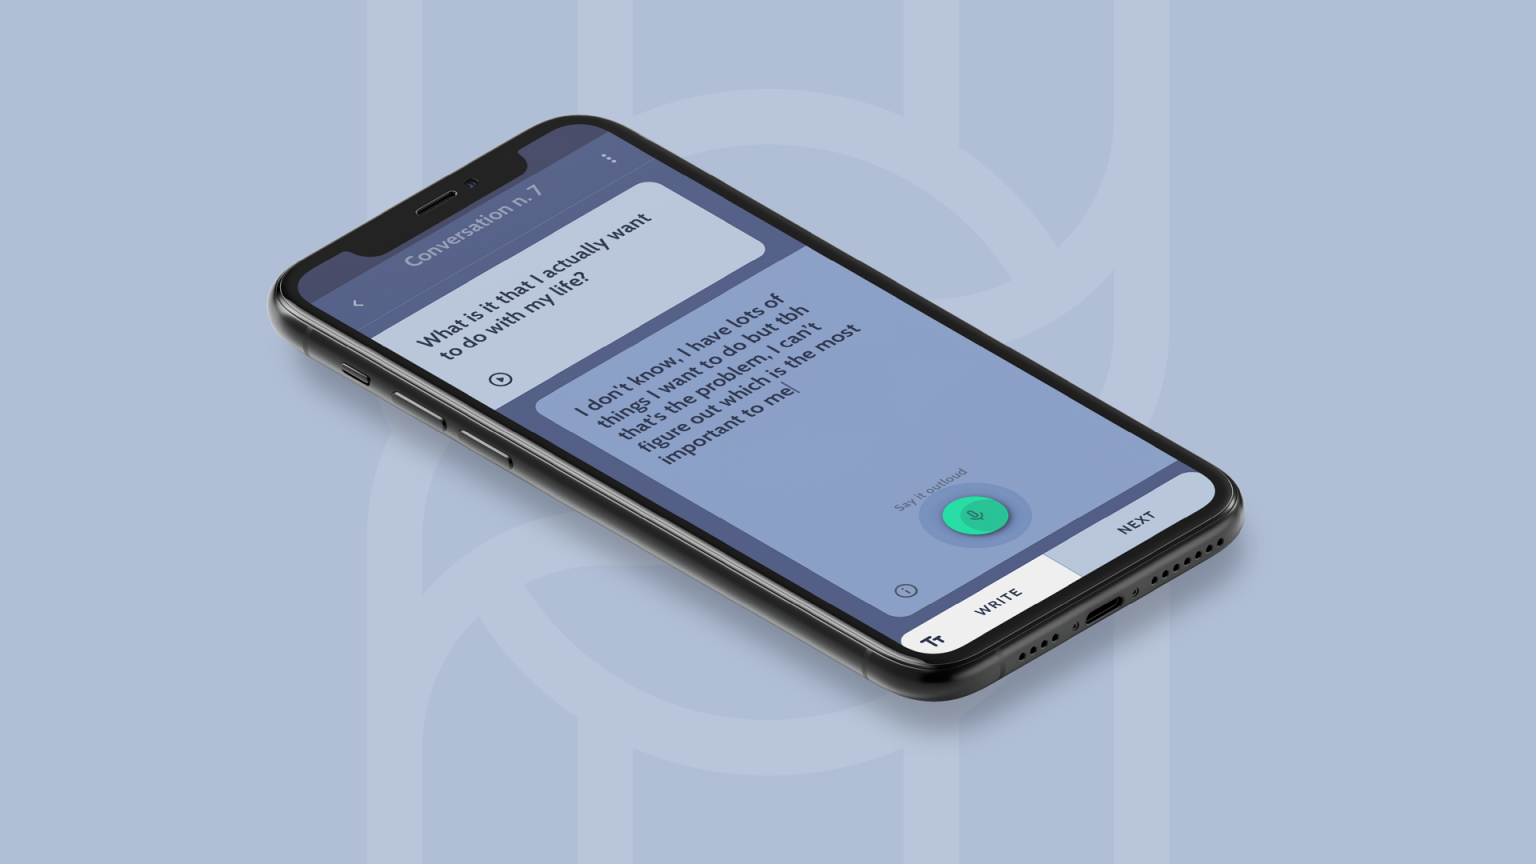 Conversation n. 7
What is it that I actually want
to do with my life?
I don't know, I have lots of
things I want to do but tbh
that's the problem, I can't
figure out which is the most
important to me
Say it outloud
Tт WRITE
NEXT